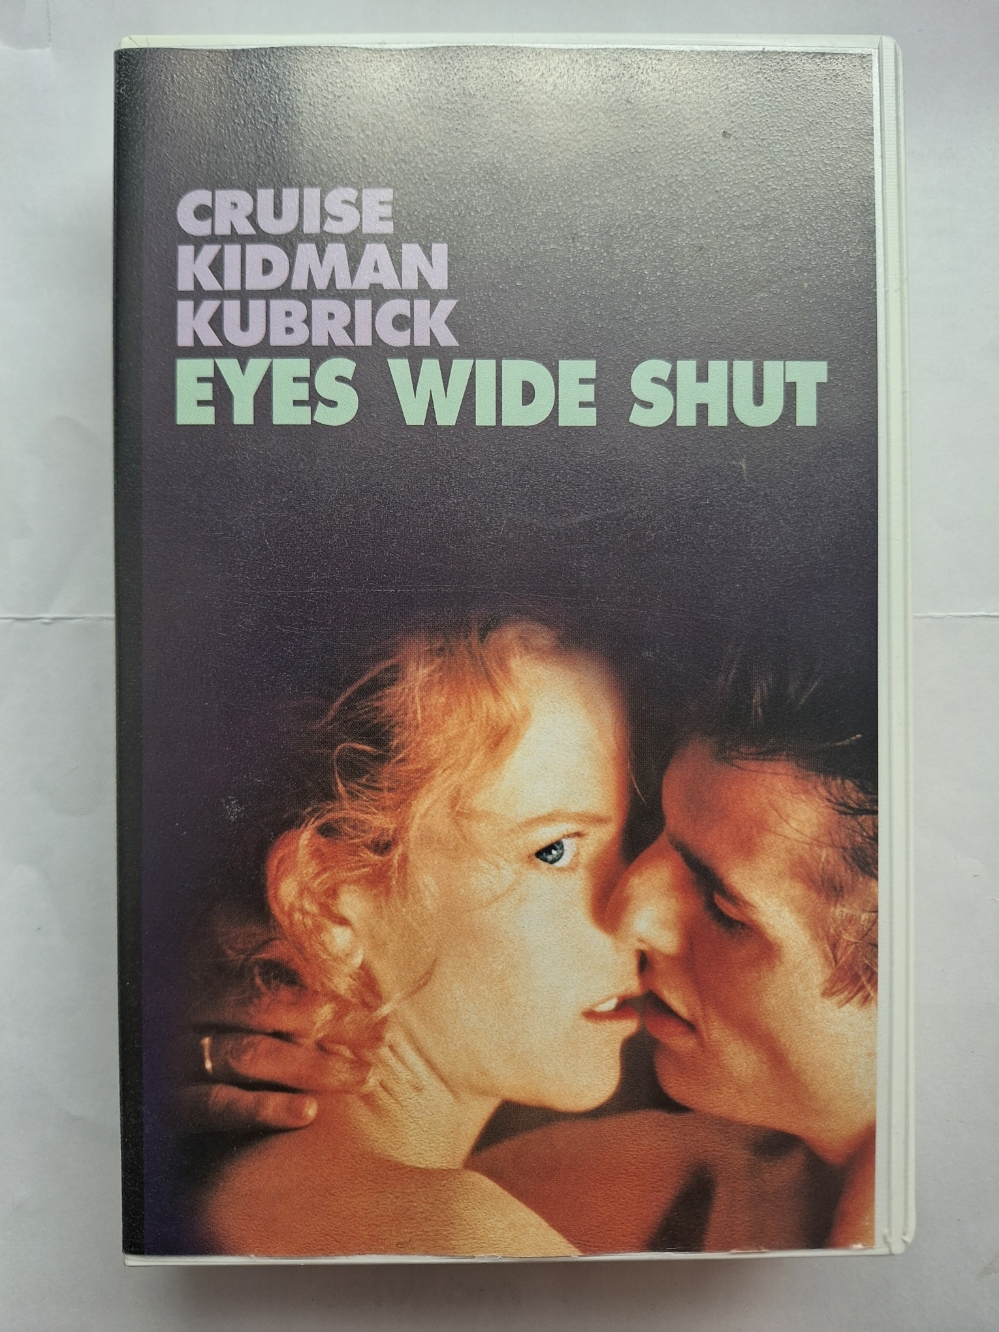 CRUISE
KIDMAN
KUBRICK
EYES WIDE SHUT